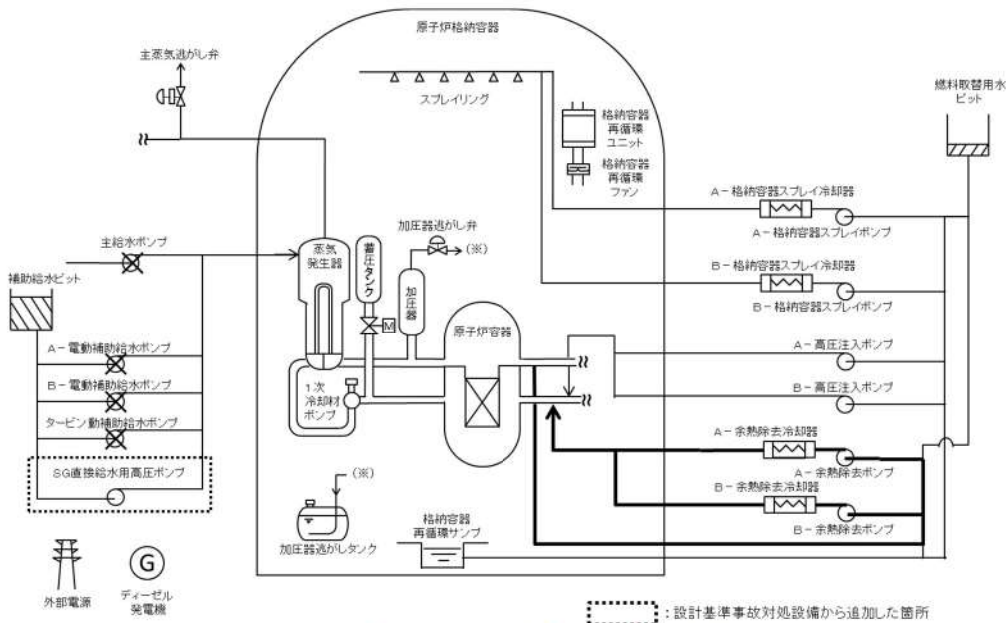 原子炉格納容器
主蒸気逃がし弁
スプレイリング
燃料取替用水
ピット
格納容器
再循環
ユニット
格納容器
再循環
ファン
A-格納容器スプレイ冷却器
A-格納容器スプレイポンプ
主給水ポンプ
蒸気
発生器
蓄圧タンク
加圧器逃がし弁
(※)
加圧器
M
B-格納容器スプレイ冷却器
B-格納容器スプレイポンプ
補助給水ピット
原子炉容器
A-電動補助給水ポンプ
B-電動補助給水ポンプ
タービン動補助給水ポンプ
1次
冷却材
ポンプ
A-高圧注入ポンプ
B-高圧注入ポンプ
A-余熱除去冷却器
A-余熱除去ポンプ
B-余熱除去冷却器
B-余熱除去ポンプ
SG直接給水用高圧ポンプ
(※)
加圧器逃がしタンク
格納容器
再循環サンプ
外部電源
G
ディーゼル
発電機
:設計基準事故対処設備から追加した箇所